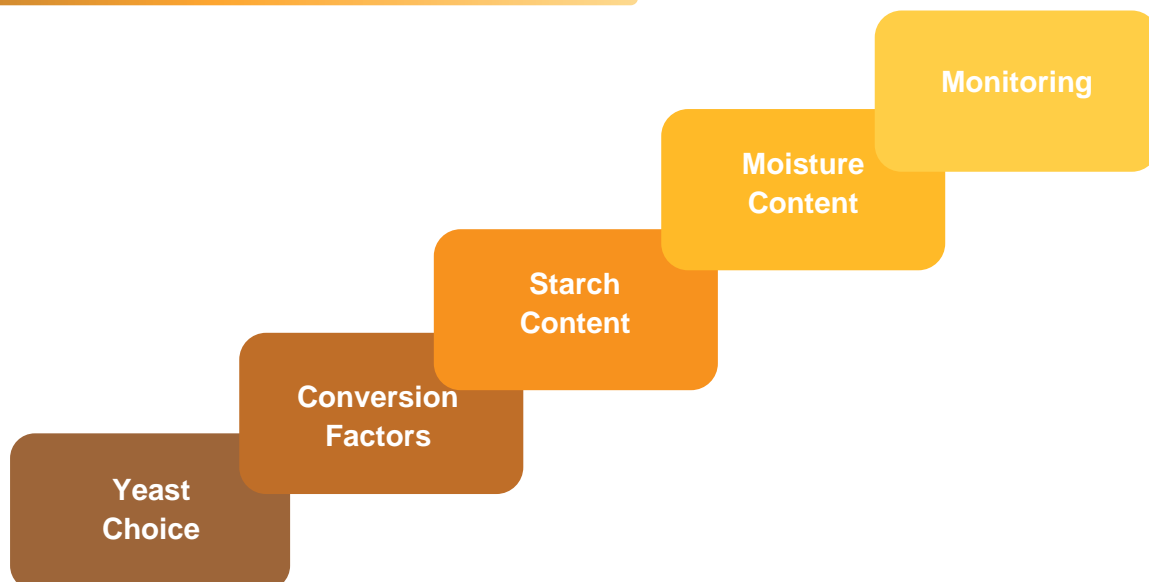 Monitoring
Moisture
Content
Starch
Content
Conversion
Factors
Yeast
Choice